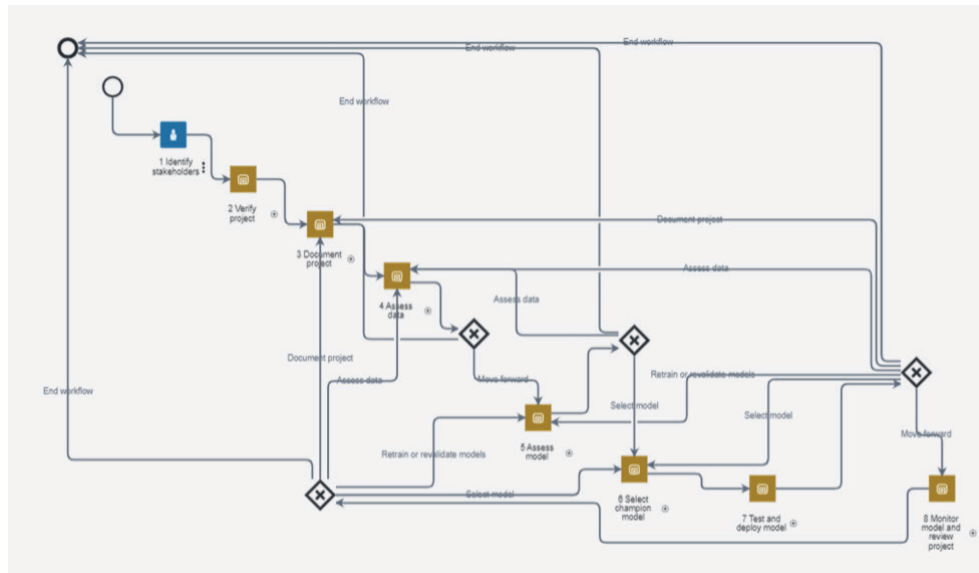 End workflow
End workflow
End workflow
1 Identify
stakeholders
2 Verify
project
Document project
3 Document
project
Assess data
Assess data
4 Assess
data
Document project
Assess data
Move forward
Retrain or revalidate models
End workflow
Select model
Select model
Move forward
Retrain or revalidate models
5 Assess
model
Select model
6 Select
champion
model
7 Test and
deploy model
8 Monitor
model and
review
project